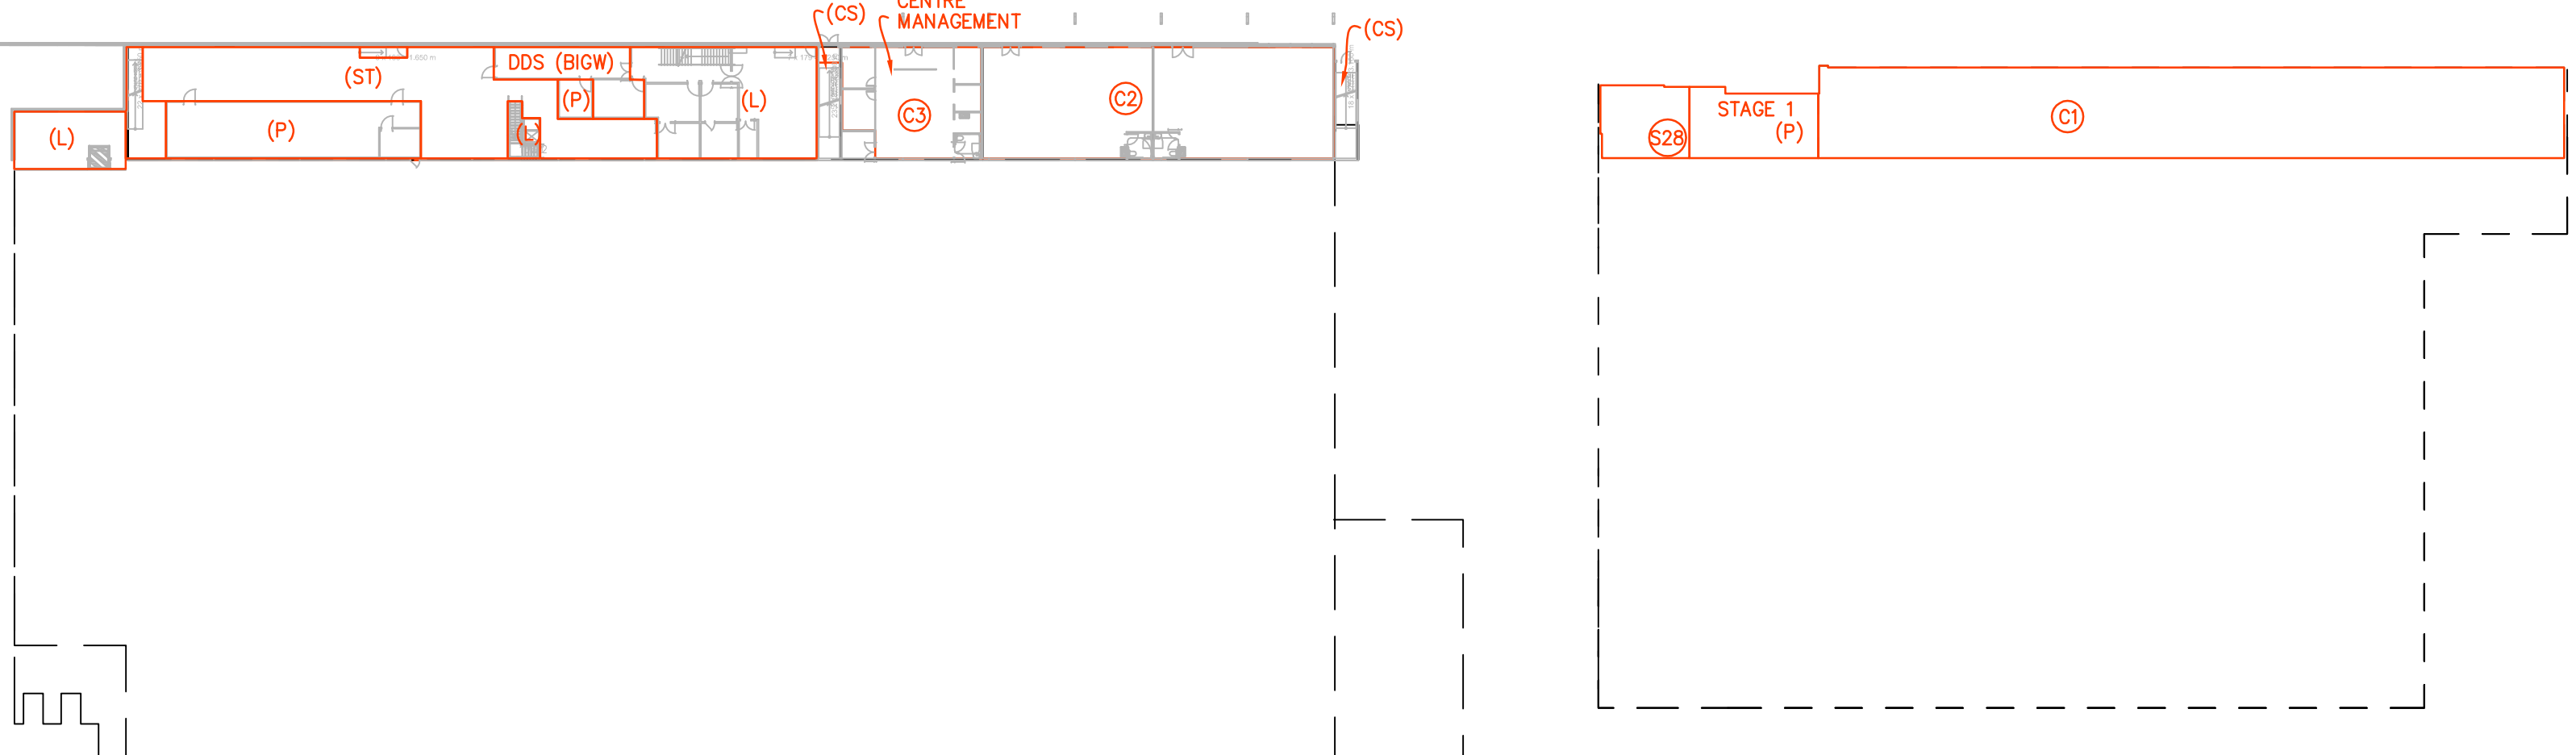 CENTRE
MANAGEMENT
(CS)
(CS)
(ST)
DDS (BIGW)
(P)
(L)
(P)
(L)
(L)
C3
C2
STAGE 1
(P)
S28
C1